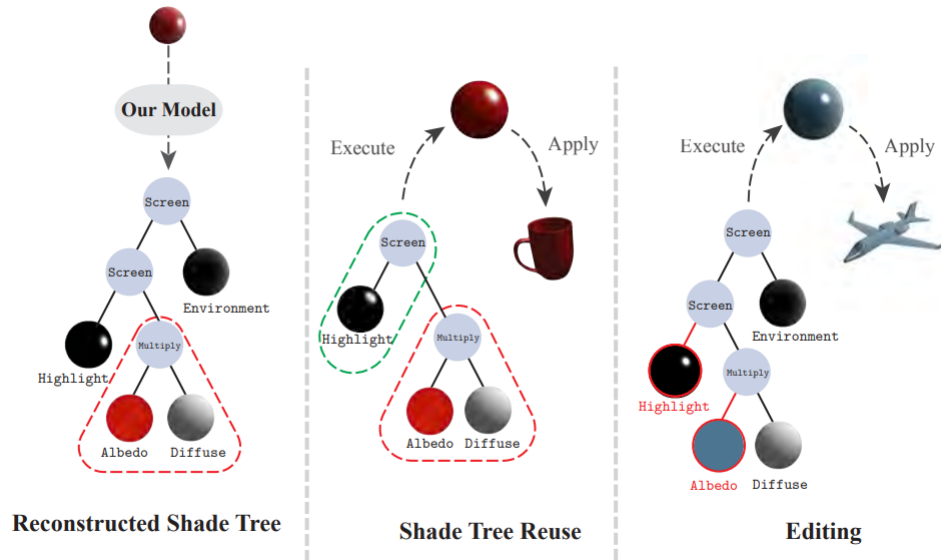 Our Model
Screen
Screen
Environment
Highlight
Multiply
Albedo
Diffuse
Reconstructed Shade Tree
Execute
Apply
Screen
Highlight
Multiply
Albedo
Diffuse
Shade Tree Reuse
Execute
Apply
Screen
Screen
Environment
Highlight
Multiply
Albedo
Diffuse
Editing